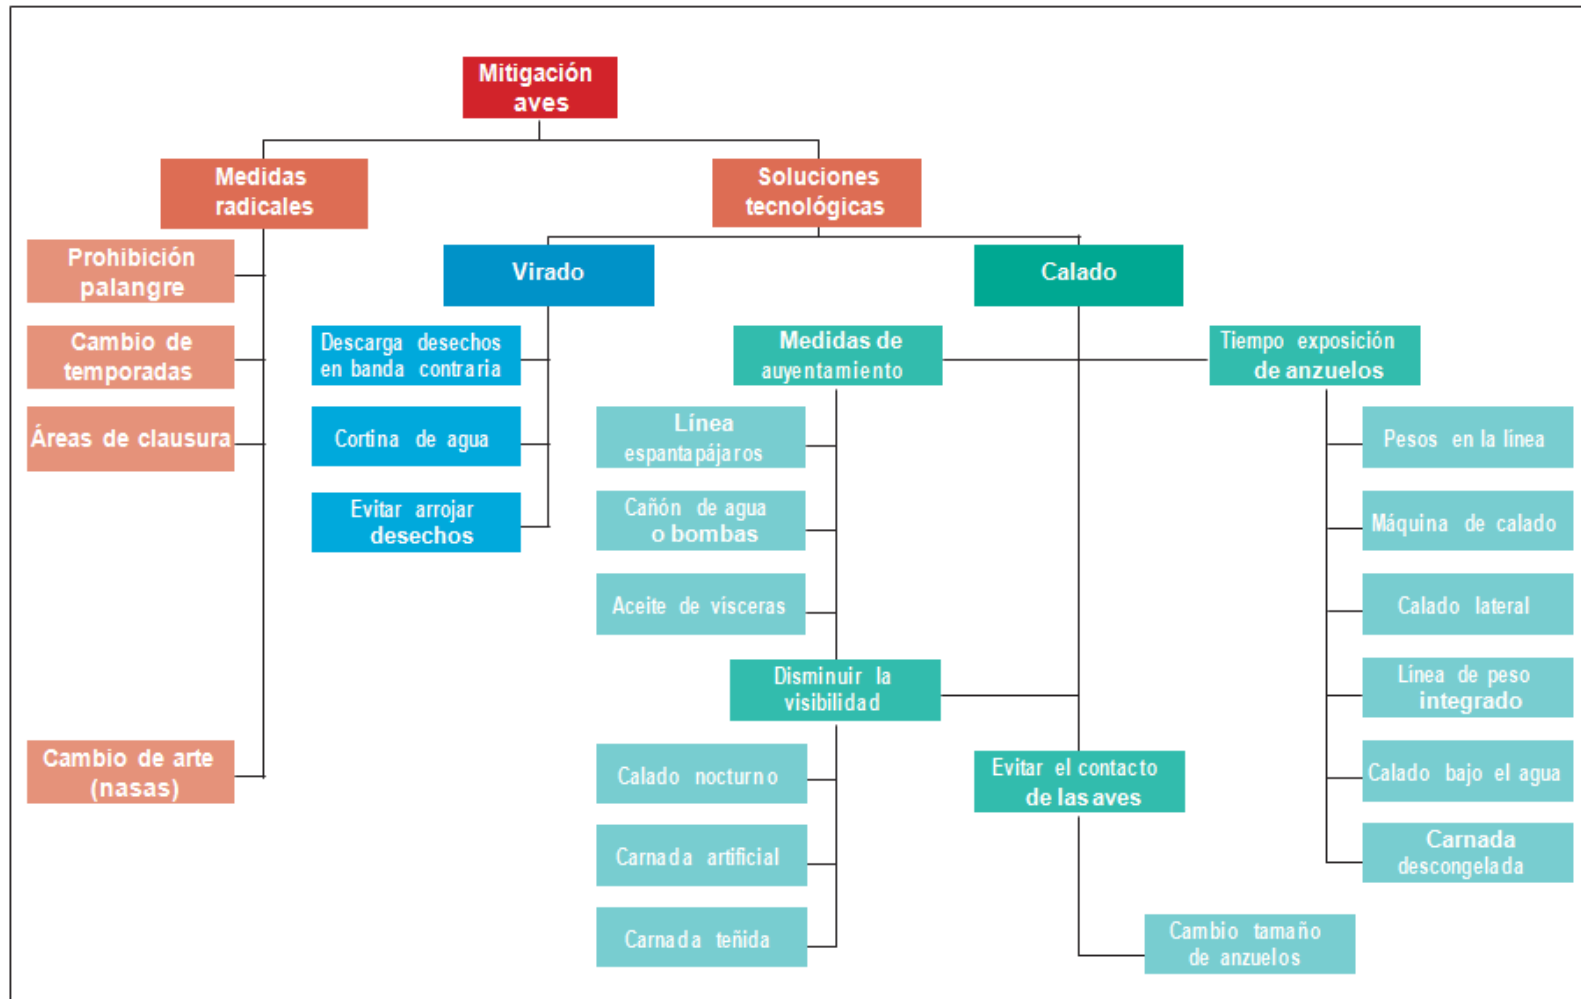 Mitigación
aves
Medidas
radicales
Soluciones
tecnológicas
Prohibición
palangre
Cambio de
temporadas
Áreas de clausura
Cambio de arte
(nasas)
Virado
Descarga desechos
en banda contraria
Cortina de agua
Evitar arrojar
desechos
Calado
Medidas de
auyentamiento
Línea
espantapájaros
Cañón de agua
o bombas
Aceite de vísceras
Disminuir la
visibilidad
Calado nocturno
Carnada artificial
Carnada teñida
Evitar el contacto
de las aves
Cambio tamaño
de anzuelos
Tiempo exposición
de anzuelos
Pesos en la línea
Máquina de calado
Calado lateral
Línea de peso
integrado
Calado bajo el agua
Carnada
descongelada